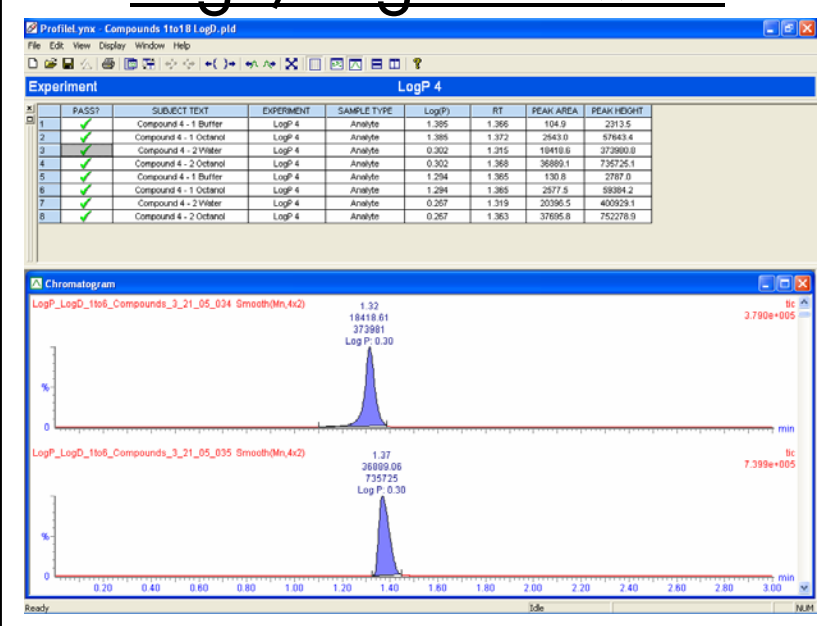 ProfileLynx - Compounds 1to18 LogD.pld
File Edit View Display Window Help
Experiment LogP 4
PASS? SUBJECT TEXT EXPERIMENT SAMPLE TYPE Log(P) RT PEAK AREA PEAK HEIGHT
1 Compound 4 - 1 Buffer LogP 4 Analyte 1.385 1.366 104.9 2313.5
2 Compound 4 - 1 Octanol LogP 4 Analyte 1.385 1.372 2543.0 57643.4
3 Compound 4 - 2 Water LogP 4 Analyte 0.302 1.315 18418.6 373980.8
4 Compound 4 - 2 Octanol LogP 4 Analyte 0.302 1.368 36889.1 735725.1
5 Compound 4 - 1 Buffer LogP 4 Analyte 1.294 1.365 130.8 2787.0
6 Compound 4 - 1 Octanol LogP 4 Analyte 1.294 1.365 2577.5 59384.2
7 Compound 4 - 2 Water LogP 4 Analyte 0.267 1.319 20396.5 400929.1
8 Compound 4 - 2 Octanol LogP 4 Analyte 0.267 1.363 37695.8 752278.9
Chromatogram
LogP_LogD_1to6_Compounds_3_21_05_034 Smooth(Mn,4x2)
tic
3.790e+005
1.32
18418.61
373981
Log P: 0.30
%
0
min
LogP_LogD_1to6_Compounds_3_21_05_035 Smooth(Mn,4x2)
tic
7.399e+005
1.37
36889.06
735725
Log P: 0.30
%
0
min
0.20 0.40 0.60 0.80 1.00 1.20 1.40 1.60 1.80 2.00 2.20 2.40 2.60 2.80 3.00
Ready Idle NUM